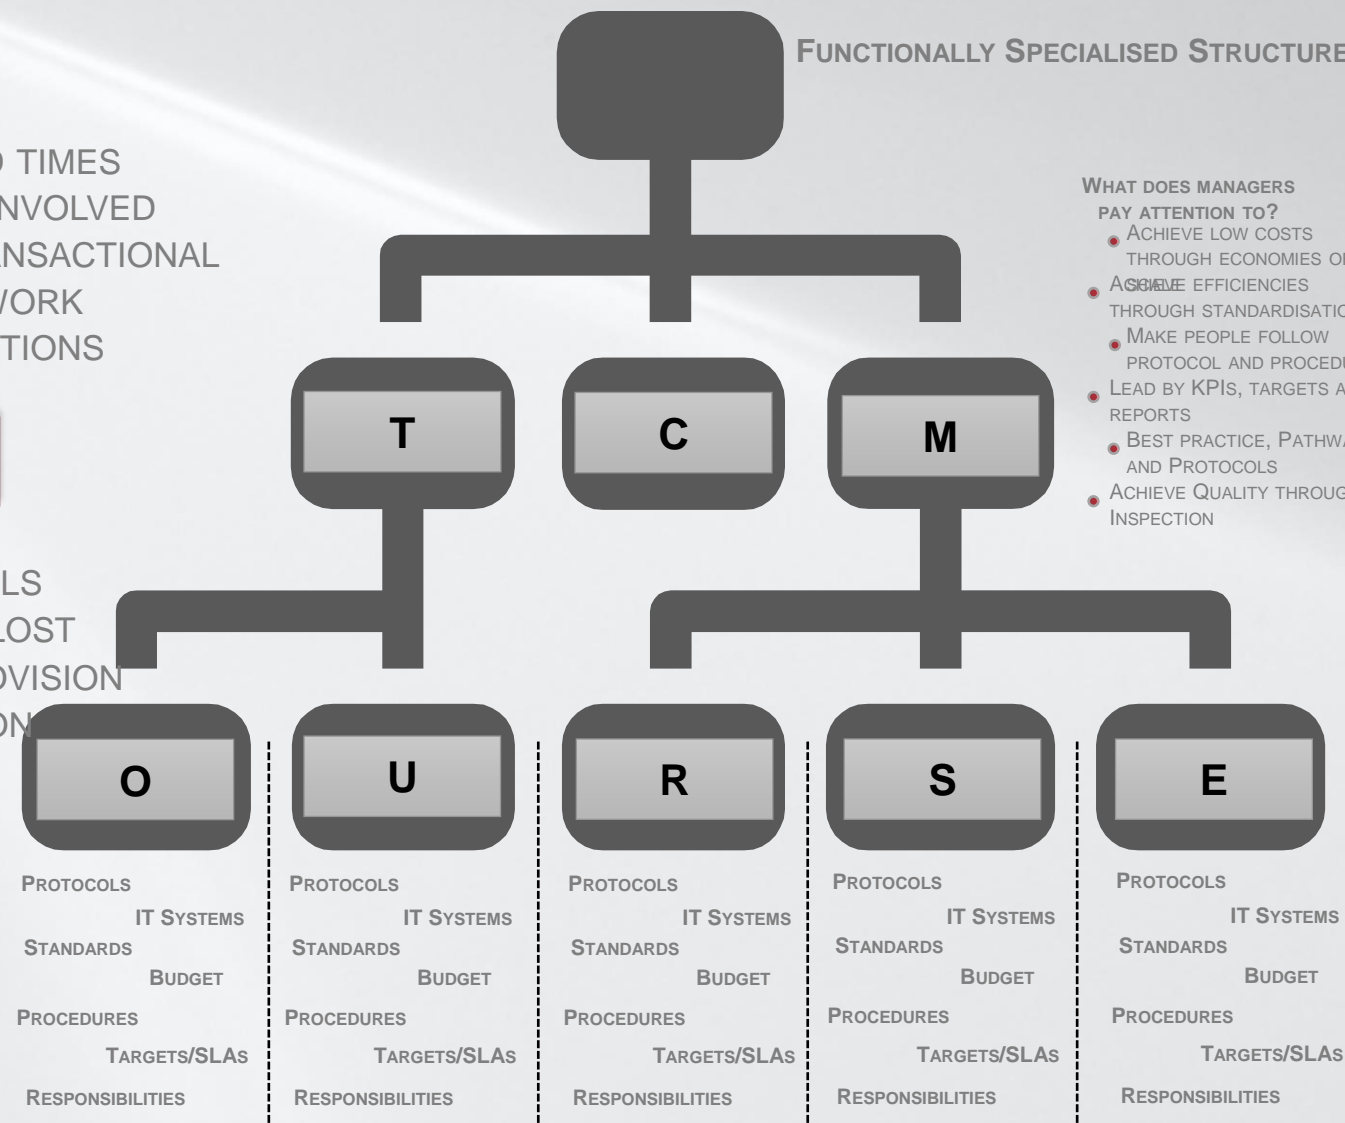 Functionally Specialised Structure
TIMES
NVOLVED
NSACTIONAL
WORK
TIONS
What does managers
pay attention to?
Achieve low costs
through economies of
scale
Achieve efficiencies
through standardisatio
Make people follow
protocol and procedu
Lead by KPIs, targets a
reports
Best practice, Pathwa
and Protocols
Achieve Quality throug
Inspection
T
C
M
LS
LOST
OVISION
ON
O
U
R
S
E
Protocols
IT Systems
Standards
Budget
Procedures
Targets/SLAs
Responsibilities
Protocols
IT Systems
Standards
Budget
Procedures
Targets/SLAs
Responsibilities
Protocols
IT Systems
Standards
Budget
Procedures
Targets/SLAs
Responsibilities
Protocols
IT Systems
Standards
Budget
Procedures
Targets/SLAs
Responsibilities
Protocols
IT Systems
Standards
Budget
Procedures
Targets/SLAs
Responsibilities